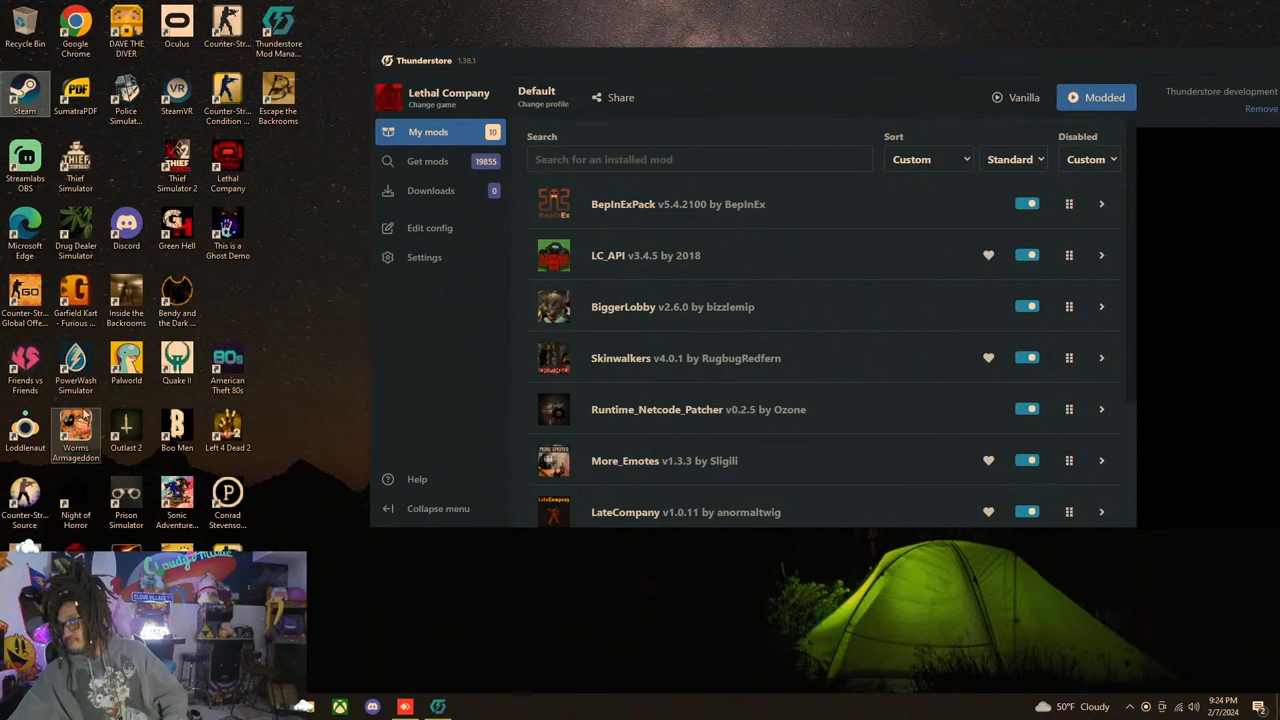 Recycle Bin
Google Chrome
DAVE THE DIVER
Oculus
Counter-Str...
Thunderstore Mod Mana...
Steam
SumatraPDF
Police Simulat...
SteamVR
Counter-Str... Condition ...
Escape the Backrooms
Streamlabs OBS
Thief Simulator
Thief Simulator 2
Lethal Company
Microsoft Edge
Drug Dealer Simulator
Discord
Green Hell
This is a Ghost Demo
Counter-Str... Global Offe...
Garfield Kart - Furious ...
Inside the Backrooms
Bendy and the Dark ...
Friends vs Friends
PowerWash Simulator
Palworld
Quake II
American Theft 80s
Loddlenaut
Worms Armageddon
Outlast 2
Boo Men
Left 4 Dead 2
Counter-Str... Source
Night of Horror
Prison Simulator
Sonic Adventure...
Conrad Stevenso...
Thunderstore 1.38.1
Lethal Company
Change game
Default
Change profile
Share
Vanilla
Modded
Thunderstore development
Remove
My mods 10
Get mods 19855
Downloads 0
Edit config
Settings
Help
Collapse menu
Search
Sort
Disabled
Search for an installed mod
Custom
Standard
Custom
BepInExPack v5.4.2100 by BepInEx
LC_API v3.4.5 by 2018
BiggerLobby v2.6.0 by bizzlemip
Skinwalkers v4.0.1 by RugbugRedfern
Runtime_Netcode_Patcher v0.2.5 by Ozone
More_Emotes v1.3.3 by Sligili
LateCompany v1.0.11 by anormaltwig
CLOUD VILLAGE
50°F Cloudy
9:24 PM
2/7/2024
2